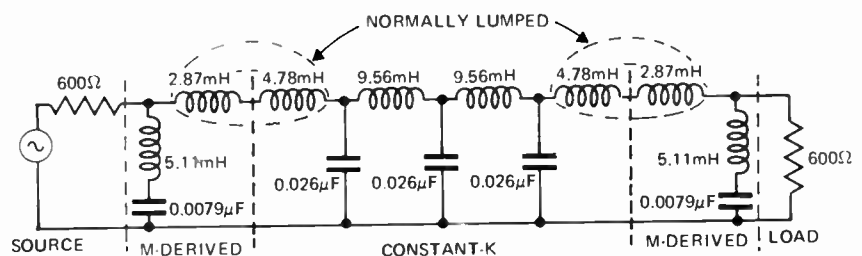 NORMALLY LUMPED
600Ω
2.87mH
4.78mH
9.56mH
9.56mH
4.78mH
2.87mH
5.11mH
0.0079µF
0.026µF
0.026µF
0.026µF
5.11mH
0.0079µF
600Ω
SOURCE
M-DERIVED
CONSTANT-K
M-DERIVED
LOAD